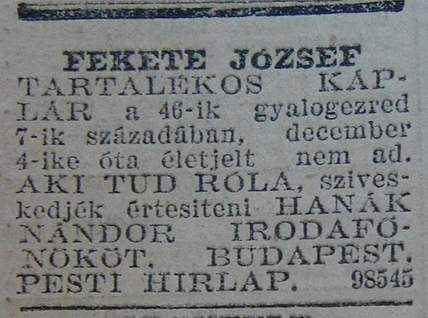 FEKETE JÓZSEF
TARTALÉKOS KÁP-
LÁR a 46-ik gyalogezred
7-ik századában, december
4-ike óta életjelt nem ad.
AKI TUD RÓLA, szives-
kedjék értesiteni HANÁK
NÁNDOR IRODAFŐ-
NÖKÖT, BUDAPEST,
PESTI HIRLAP. 98545